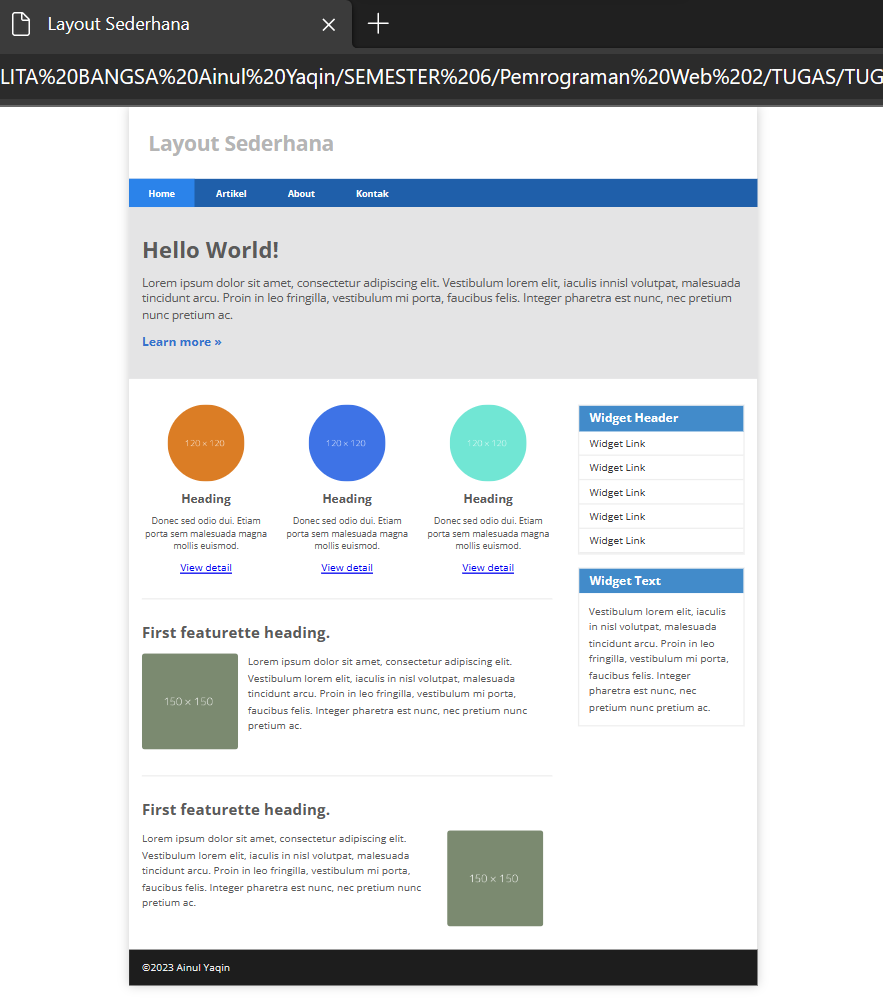 Layout Sederhana
LITA%20BANGSA%20Ainul%20Yaqin/SEMESTER%206/Pemrograman%20Web%202/TUGAS/TUG
Layout Sederhana
Home Artikel About Kontak
Hello World!
Lorem ipsum dolor sit amet, consectetur adipiscing elit. Vestibulum lorem elit, iaculis innisl volutpat, malesuada
tincidunt arcu. Proin in leo fringilla, vestibulum mi porta, faucibus felis. Integer pharetra est nunc, nec pretium
nunc pretium ac.
Learn more »
120 × 120
Heading
Donec sed odio dui. Etiam
porta sem malesuada magna
mollis euismod.
View detail
120 × 120
Heading
Donec sed odio dui. Etiam
porta sem malesuada magna
mollis euismod.
View detail
120 × 120
Heading
Donec sed odio dui. Etiam
porta sem malesuada magna
mollis euismod.
View detail
First featurette heading.
150 × 150
Lorem ipsum dolor sit amet, consectetur adipiscing elit.
Vestibulum lorem elit, iaculis in nisl volutpat, malesuada
tincidunt arcu. Proin in leo fringilla, vestibulum mi porta,
faucibus felis. Integer pharetra est nunc, nec pretium nunc
pretium ac.
First featurette heading.
Lorem ipsum dolor sit amet, consectetur adipiscing elit.
Vestibulum lorem elit, iaculis in nisl volutpat, malesuada
tincidunt arcu. Proin in leo fringilla, vestibulum mi porta,
faucibus felis. Integer pharetra est nunc, nec pretium nunc
pretium ac.
150 × 150
Widget Header
Widget Link
Widget Link
Widget Link
Widget Link
Widget Link
Widget Text
Vestibulum lorem elit, iaculis
in nisl volutpat, malesuada
tincidunt arcu. Proin in leo
fringilla, vestibulum mi porta,
faucibus felis. Integer
pharetra est nunc, nec
pretium nunc pretium ac.
©2023 Ainul Yaqin